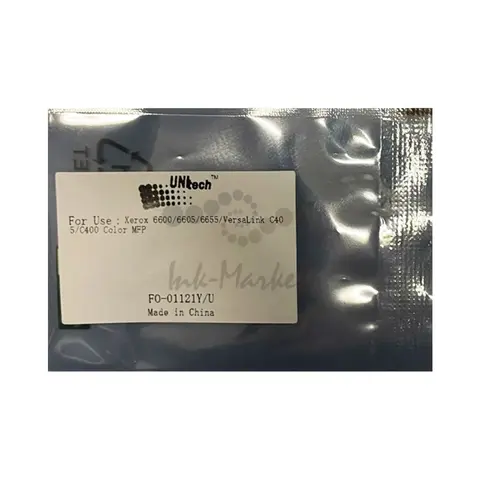 UNItech™
For Use : Xerox 6600/6605/6655/VersaLink C40
5/C400 Color MFP
Ink-Marke
FO-01121Y/U
Made in China